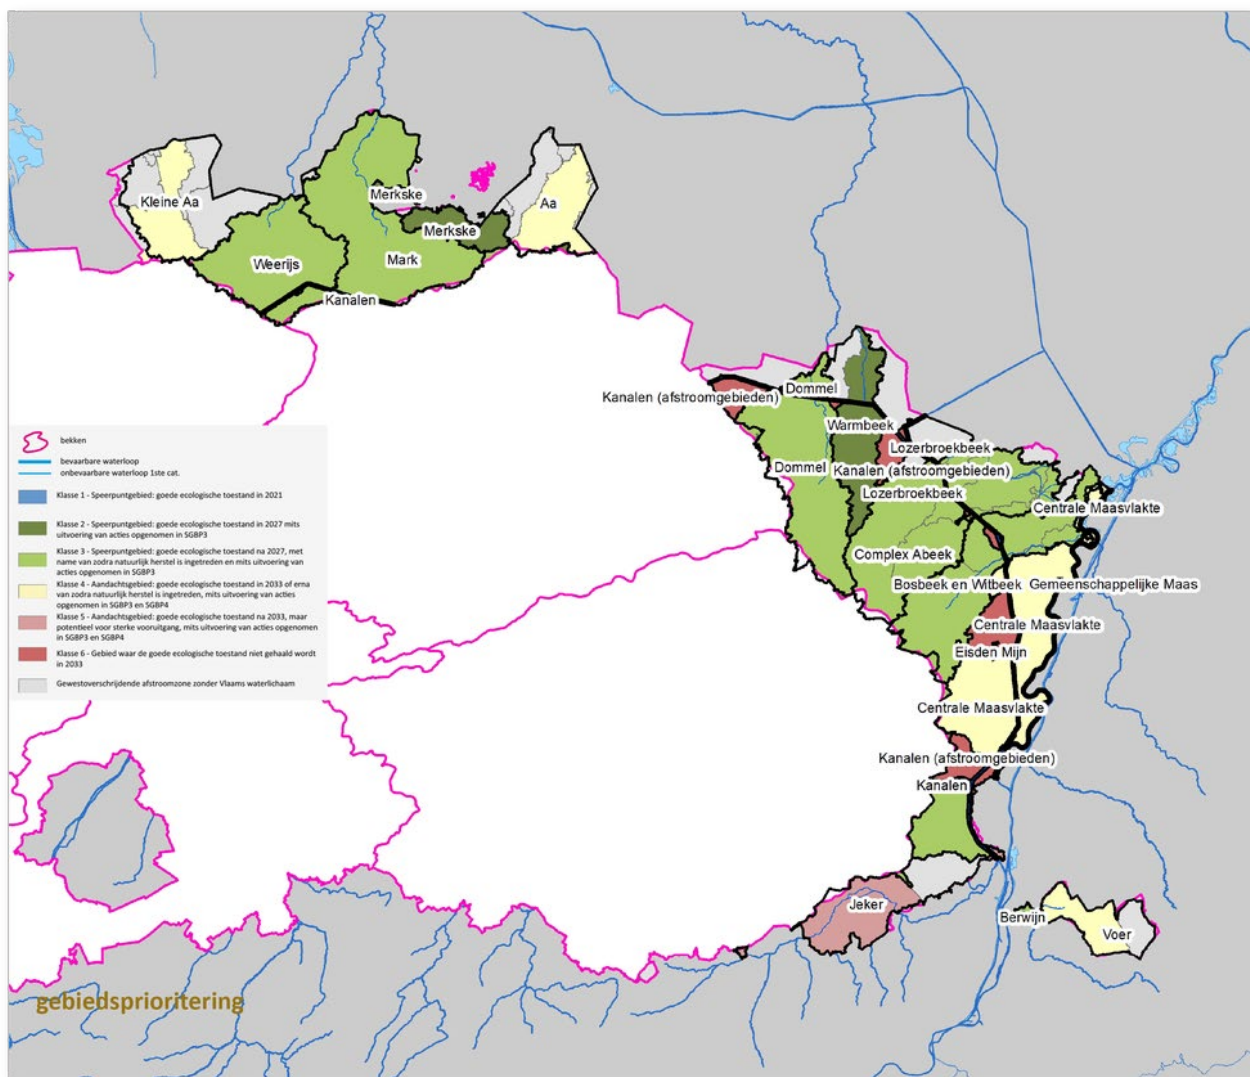 Kleine Aa
Merkske
Aa
Merkske
Weerijs
Mark
Kanalen
Dommel
Kanalen (afstroomgebieden)
Warmbeek
Lozerbroekbeek
Dommel
Kanalen (afstroomgebieden)
Lozerbroekbeek
Centrale Maasvlakte
Complex Abeek
Bosbeek en Witbeek
Gemeenschappelijke Maas
Centrale Maasvlakte
Eisden Mijn
Centrale Maasvlakte
Kanalen (afstroomgebieden)
Kanalen
Jeker
Berwijn
Voer
bekken
bevaarbare waterloop
onbevaarbare waterloop 1ste cat.
Klasse 1 - Speerpuntgebied: goede ecologische toestand in 2021
Klasse 2 - Speerpuntgebied: goede ecologische toestand in 2027 mits
uitvoering van acties opgenomen in SGBP3
Klasse 3 - Speerpuntgebied: goede ecologische toestand na 2027, met
name van zodra natuurlijk herstel is ingetreden en mits uitvoering van
acties opgenomen in SGBP3
Klasse 4 - Aandachtsgebied: goede ecologische toestand in 2033 of erna
van zodra natuurlijk herstel is ingetreden, mits uitvoering van acties
opgenomen in SGBP3 en SGBP4
Klasse 5 - Aandachtsgebied: goede ecologische toestand na 2033, maar
potentieel voor sterke vooruitgang, mits uitvoering van acties opgenomen
in SGBP3 en SGBP4
Klasse 6 - Gebied waar de goede ecologische toestand niet gehaald wordt
in 2033
Gewestoverschrijdende afstroomzone zonder Vlaams waterlichaam
gebiedsprioritering